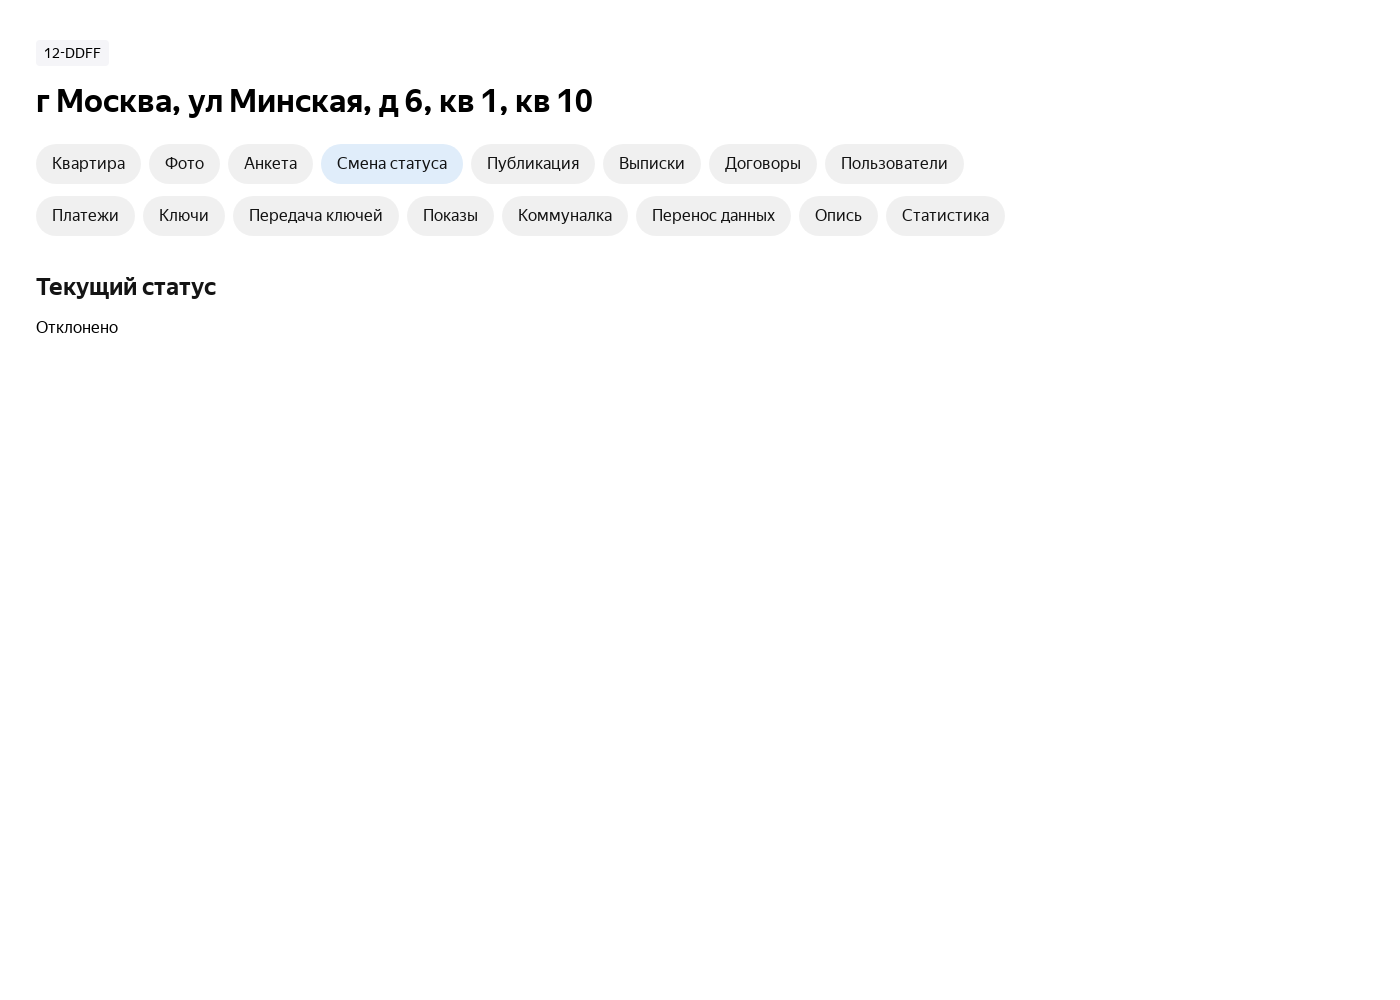 12-DDFF
г Москва, ул Минская, д 6, кв 1, кв 10
Квартира Фото Анкета Смена статуса Публикация Выписки Договоры Пользователи
Платежи Ключи Передача ключей Показы Коммуналка Перенос данных Опись Статистика
Текущий статус
Отклонено